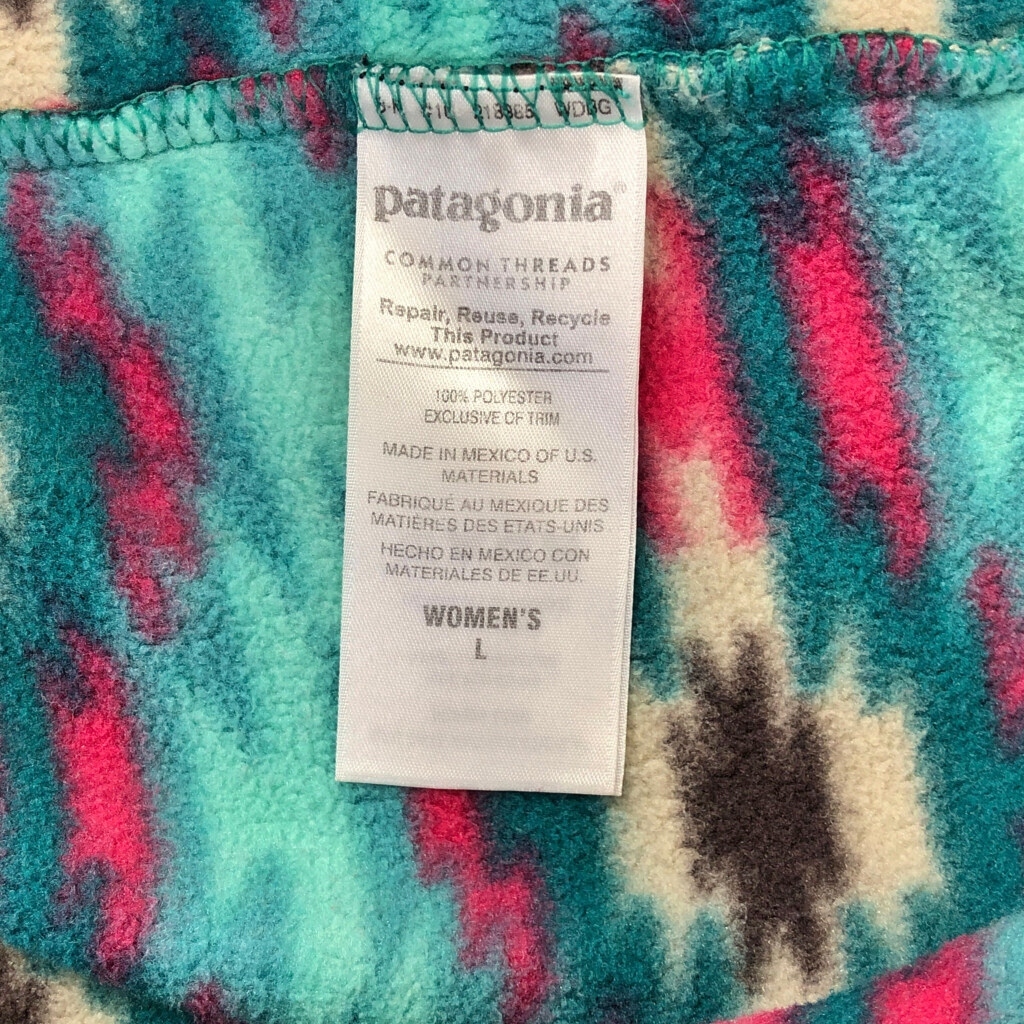 218385 WDBG
patagonia®
COMMON THREADS
PARTNERSHIP
Repair, Reuse, Recycle
This Product
www.patagonia.com
100% POLYESTER
EXCLUSIVE OF TRIM
MADE IN MEXICO OF U.S.
MATERIALS
FABRIQUÉ AU MEXIQUE DES
MATIÈRES DES ETATS-UNIS
HECHO EN MEXICO CON
MATERIALES DE EE.UU.
WOMEN'S
L